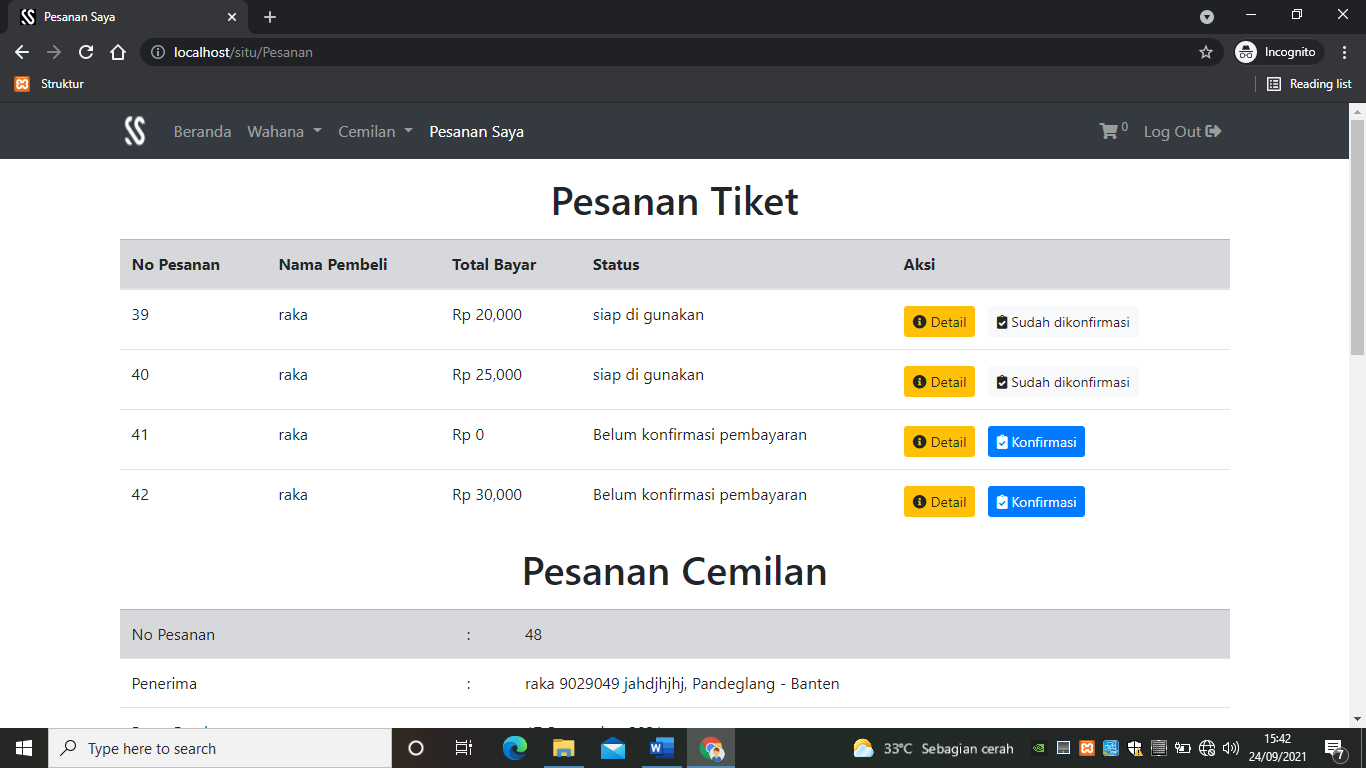 Pesanan Saya
localhost/situ/Pesanan
Incognito
Struktur
Reading list
Beranda Wahana Cemilan Pesanan Saya 0 Log Out
Pesanan Tiket
No Pesanan Nama Pembeli Total Bayar Status Aksi
39 raka Rp 20,000 siap di gunakan Detail Sudah dikonfirmasi
40 raka Rp 25,000 siap di gunakan Detail Sudah dikonfirmasi
41 raka Rp 0 Belum konfirmasi pembayaran Detail Konfirmasi
42 raka Rp 30,000 Belum konfirmasi pembayaran Detail Konfirmasi
Pesanan Cemilan
No Pesanan : 48
Penerima : raka 9029049 jahdjhjhj, Pandeglang - Banten
Type here to search
33°C Sebagian cerah
15:42
24/09/2021
7